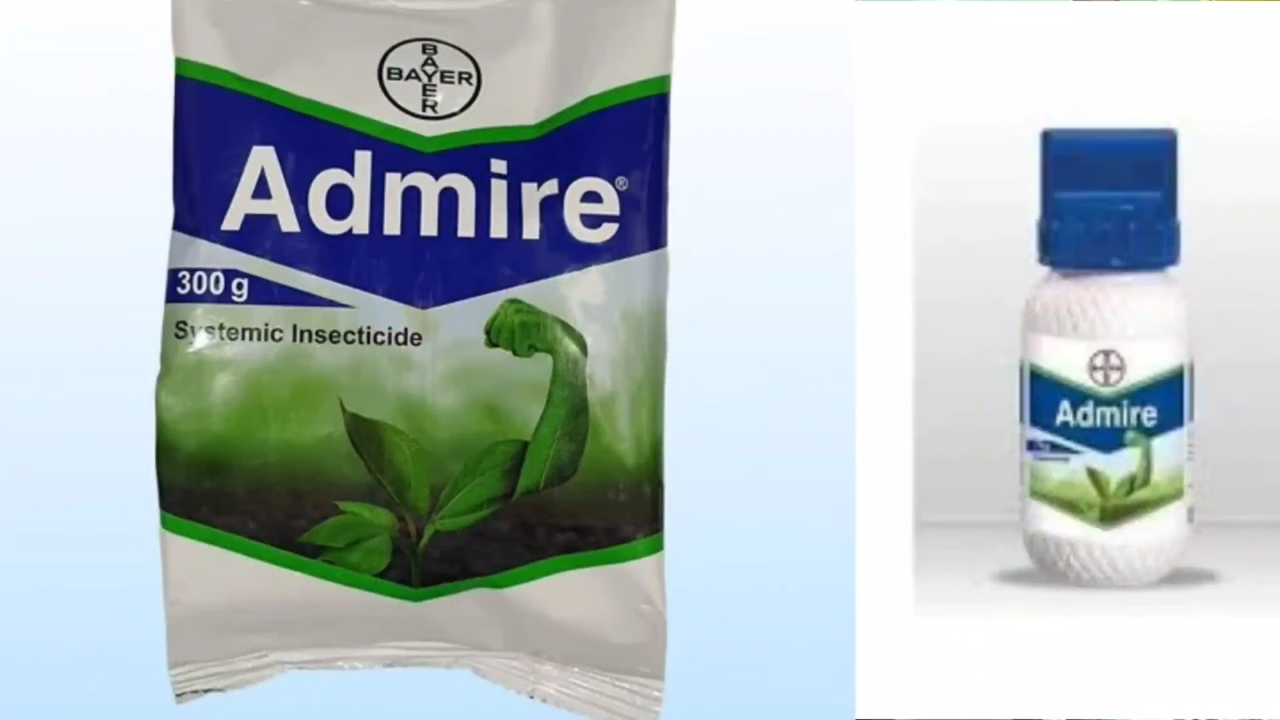 BAYER
BAYER
Admire®
300 g
Systemic Insecticide
Admire